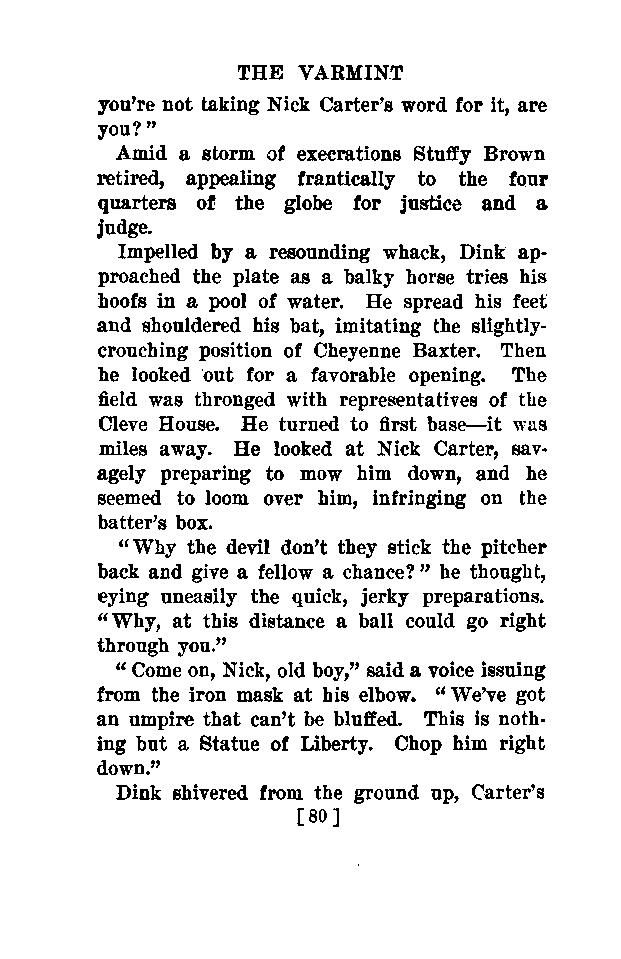 THE VARMINT
you're not taking Nick Carter's word for it, are
you?"
Amid a storm of execrations Stuffy Brown
retired, appealing frantically to the four
quarters of the globe for justice and a
judge.
Impelled by a resounding whack, Dink ap-
proached the plate as a balky horse tries his
hoofs in a pool of water. He spread his feet
and shouldered his bat, imitating the slightly-
crouching position of Cheyenne Baxter. Then
he looked out for a favorable opening. The
field was thronged with representatives of the
Cleve House. He turned to first base—it was
miles away. He looked at Nick Carter, sav-
agely preparing to mow him down, and he
seemed to loom over him, infringing on the
batter's box.
"Why the devil don't they stick the pitcher
back and give a fellow a chance?" he thought,
eying uneasily the quick, jerky preparations.
"Why, at this distance a ball could go right
through you."
"Come on, Nick, old boy," said a voice issuing
from the iron mask at his elbow. "We've got
an umpire that can't be bluffed. This is noth-
ing but a Statue of Liberty. Chop him right
down."
Dink shivered from the ground up, Carter's
[80]